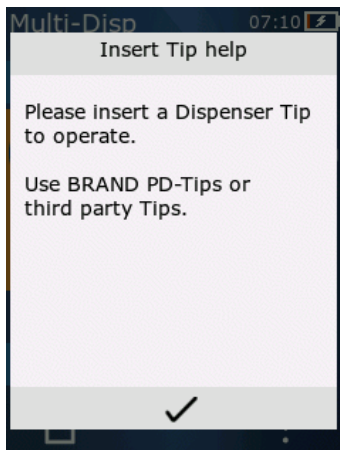 Multi-Disp 07:10
Insert Tip help
Please insert a Dispenser Tip
to operate.
Use BRAND PD-Tips or
third party Tips.